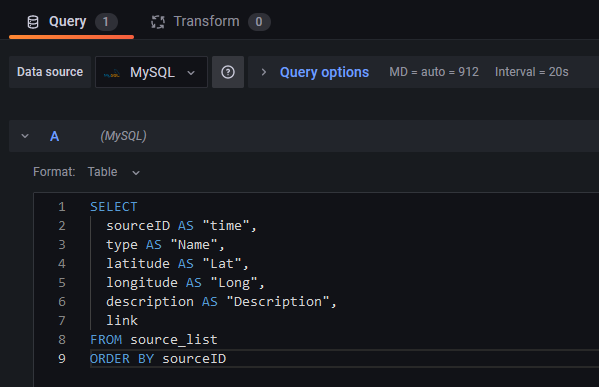 Query 1 Transform 0
Data source MySQL Query options MD = auto = 912 Interval = 20s
A (MySQL)
Format: Table
1 SELECT
2 sourceID AS "time",
3 type AS "Name",
4 latitude AS "Lat",
5 longitude AS "Long",
6 description AS "Description",
7 link
8 FROM source_list
9 ORDER BY sourceID